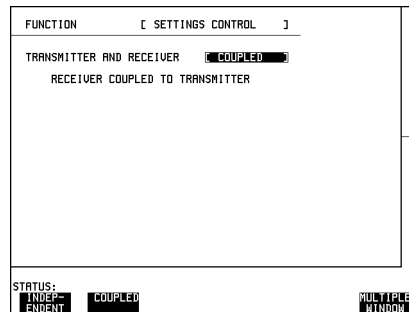 FUNCTION [ SETTINGS CONTROL ]
TRANSMITTER AND RECEIVER [ COUPLED ]
RECEIVER COUPLED TO TRANSMITTER
STATUS:
INDEP-
ENDENT
COUPLED
MULTIPLE
WINDOW